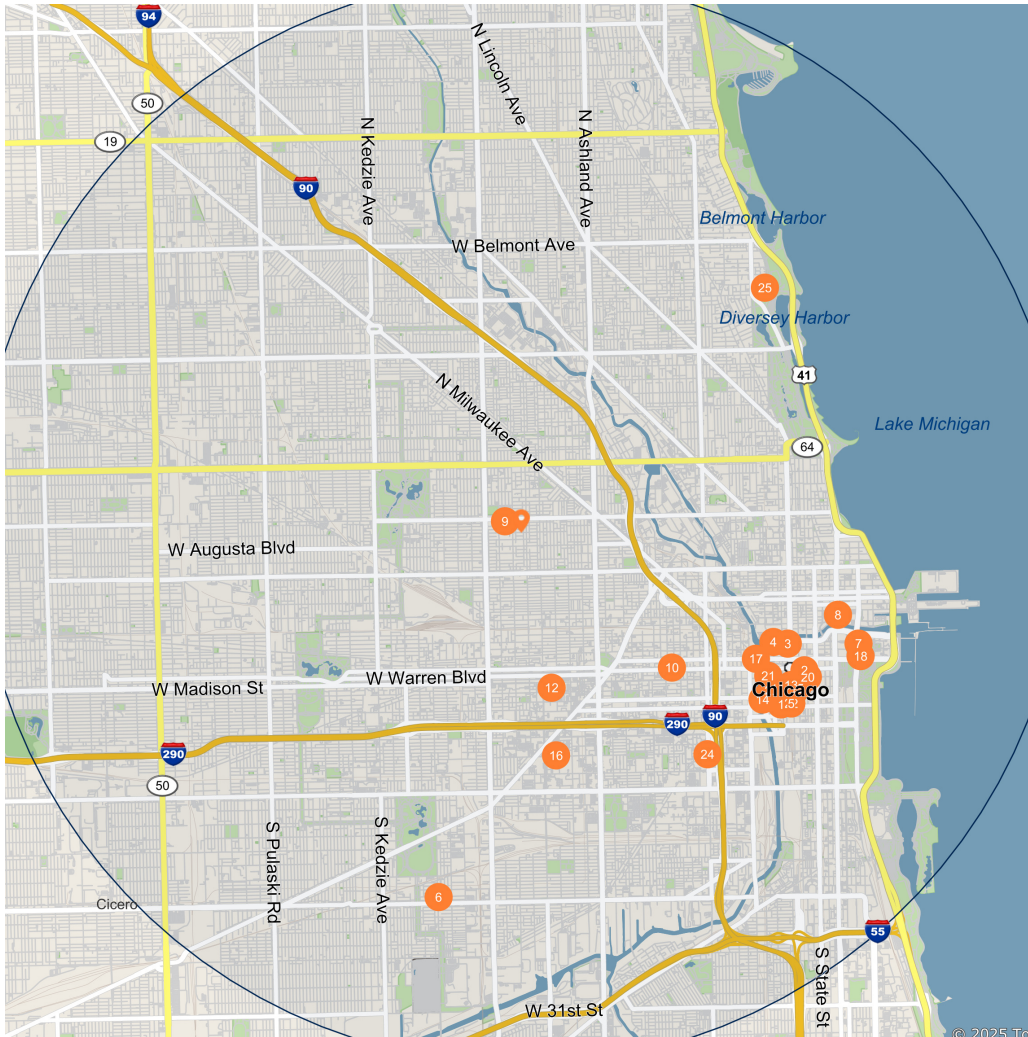 94
50
19
N Lincoln Ave
N Kedzie Ave
N Ashland Ave
90
Belmont Harbor
W Belmont Ave
25
Diversey Harbor
41
N Milwaukee Ave
Lake Michigan
64
9
W Augusta Blvd
8
4
3
7
17
18
10
2
W Warren Blvd
21
20
13
W Madison St
12
Chicago
14
290
90
290
16
24
50
S Pulaski Rd
S Kedzie Ave
6
Cicero
55
S State St
W 31st St
© 2025 To